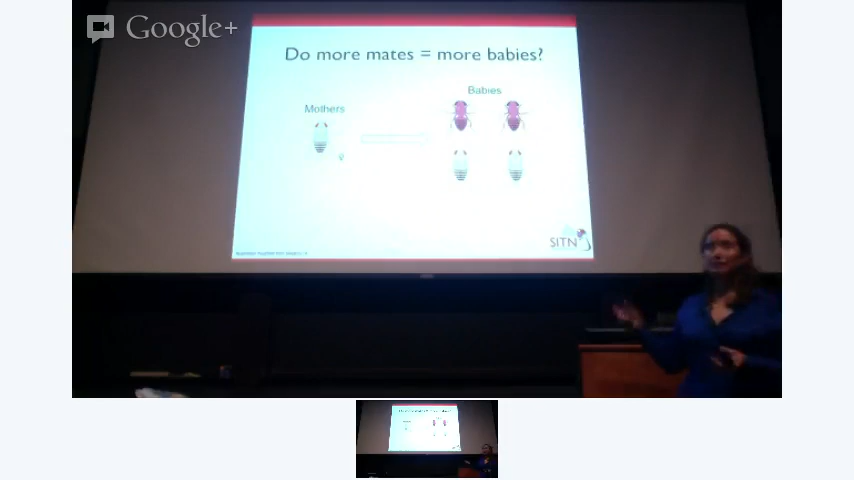 Google+
Do more mates = more babies?
Babies
Mothers
SITN